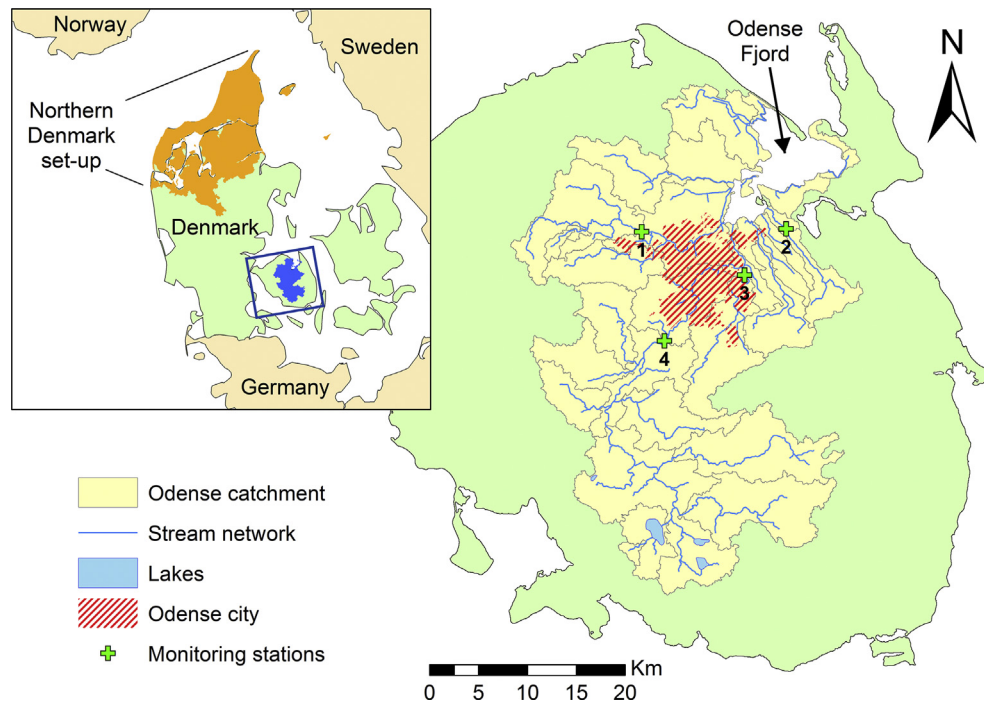 Norway
Sweden
Northern
Denmark
set-up
Denmark
Germany
Odense
Fjord
N
1
2
3
4
Odense catchment
Stream network
Lakes
Odense city
Monitoring stations
Km
0 5 10 15 20